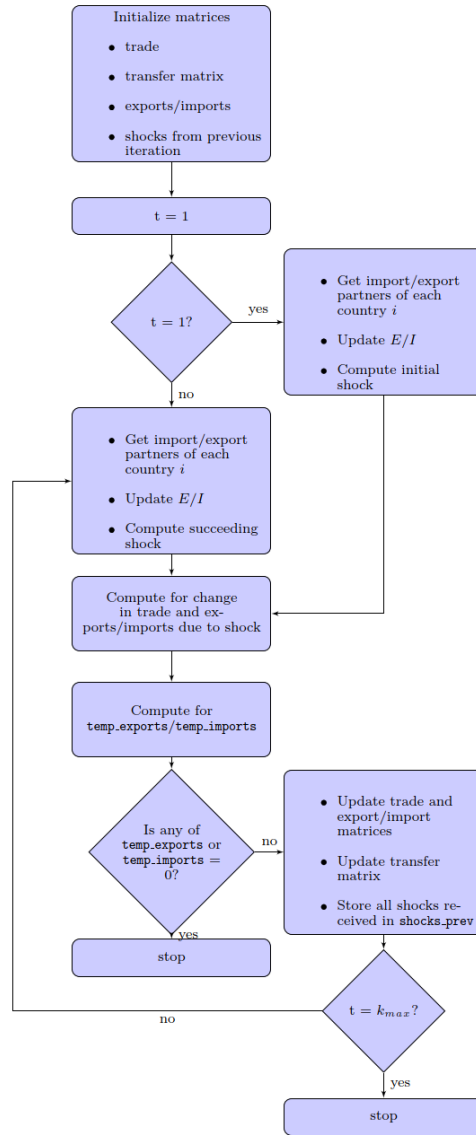 Initialize matrices
• trade
• transfer matrix
• exports/imports
• shocks from previous
iteration
t = 1
t = 1?
yes
• Get import/export
partners of each
country i
• Update E/I
• Compute initial
shock
no
• Get import/export
partners of each
country i
• Update E/I
• Compute succeeding
shock
Compute for change
in trade and ex-
ports/imports due to shock
Compute for
temp_exports/temp_imports
Is any of
temp_exports or
temp_imports =
0?
no
• Update trade and
export/import
matrices
• Update transfer
matrix
• Store all shocks re-
ceived in shocks_prev
yes
stop
t = kmax?
no
yes
stop